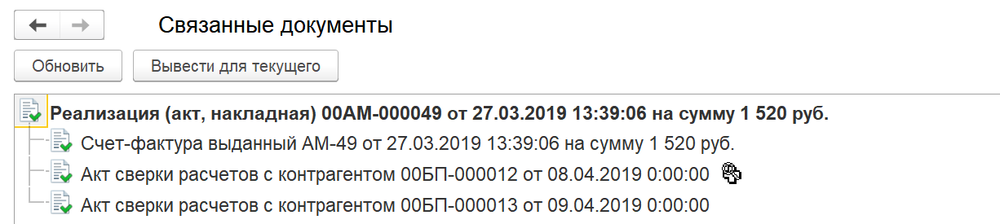 Связанные документы
Обновить Вывести для текущего
Реализация (акт, накладная) 00АМ-000049 от 27.03.2019 13:39:06 на сумму 1 520 руб.
Счет-фактура выданный АМ-49 от 27.03.2019 13:39:06 на сумму 1 520 руб.
Акт сверки расчетов с контрагентом 00БП-000012 от 08.04.2019 0:00:00
Акт сверки расчетов с контрагентом 00БП-000013 от 09.04.2019 0:00:00